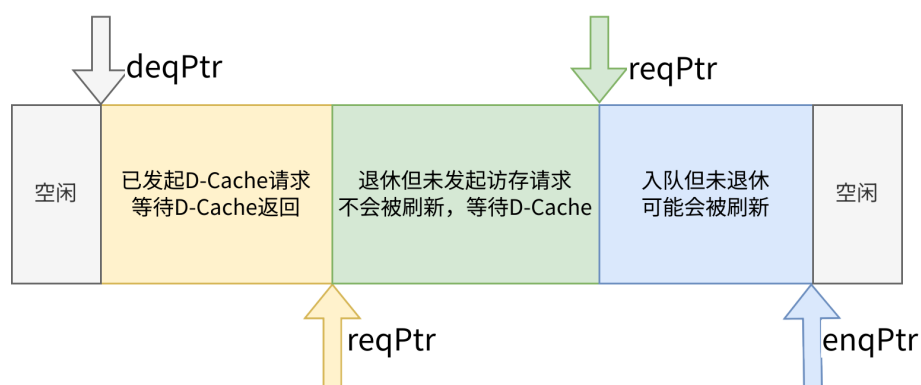 deqPtr
reqPtr
空闲
已发起D-Cache请求
等待D-Cache返回
退休但未发起访存请求
不会被刷新，等待D-Cache
入队但未退休
可能会被刷新
空闲
reqPtr
enqPtr